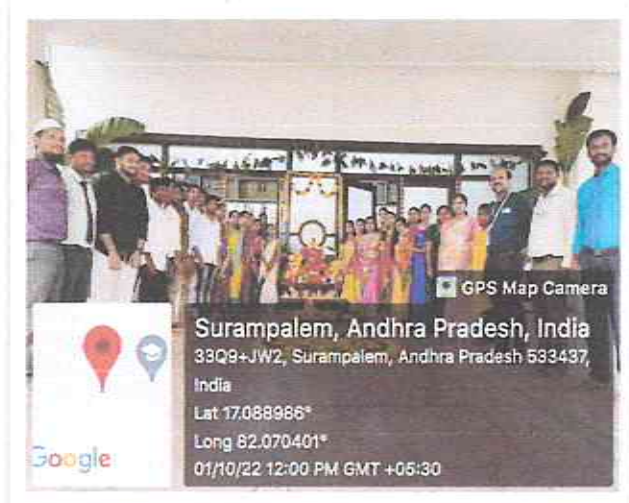 GPS Map Camera
Surampalem, Andhra Pradesh, India
33Q9+JW2, Surampalem, Andhra Pradesh 533437,
India
Lat 17.088986°
Long 82.070401°
01/10/22 12:00 PM GMT +05:30
Google